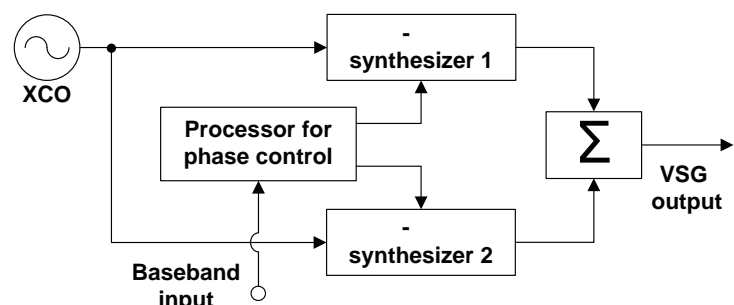 -
synthesizer 1
XCO
Processor for
phase control
Σ
VSG
output
-
synthesizer 2
Baseband
input